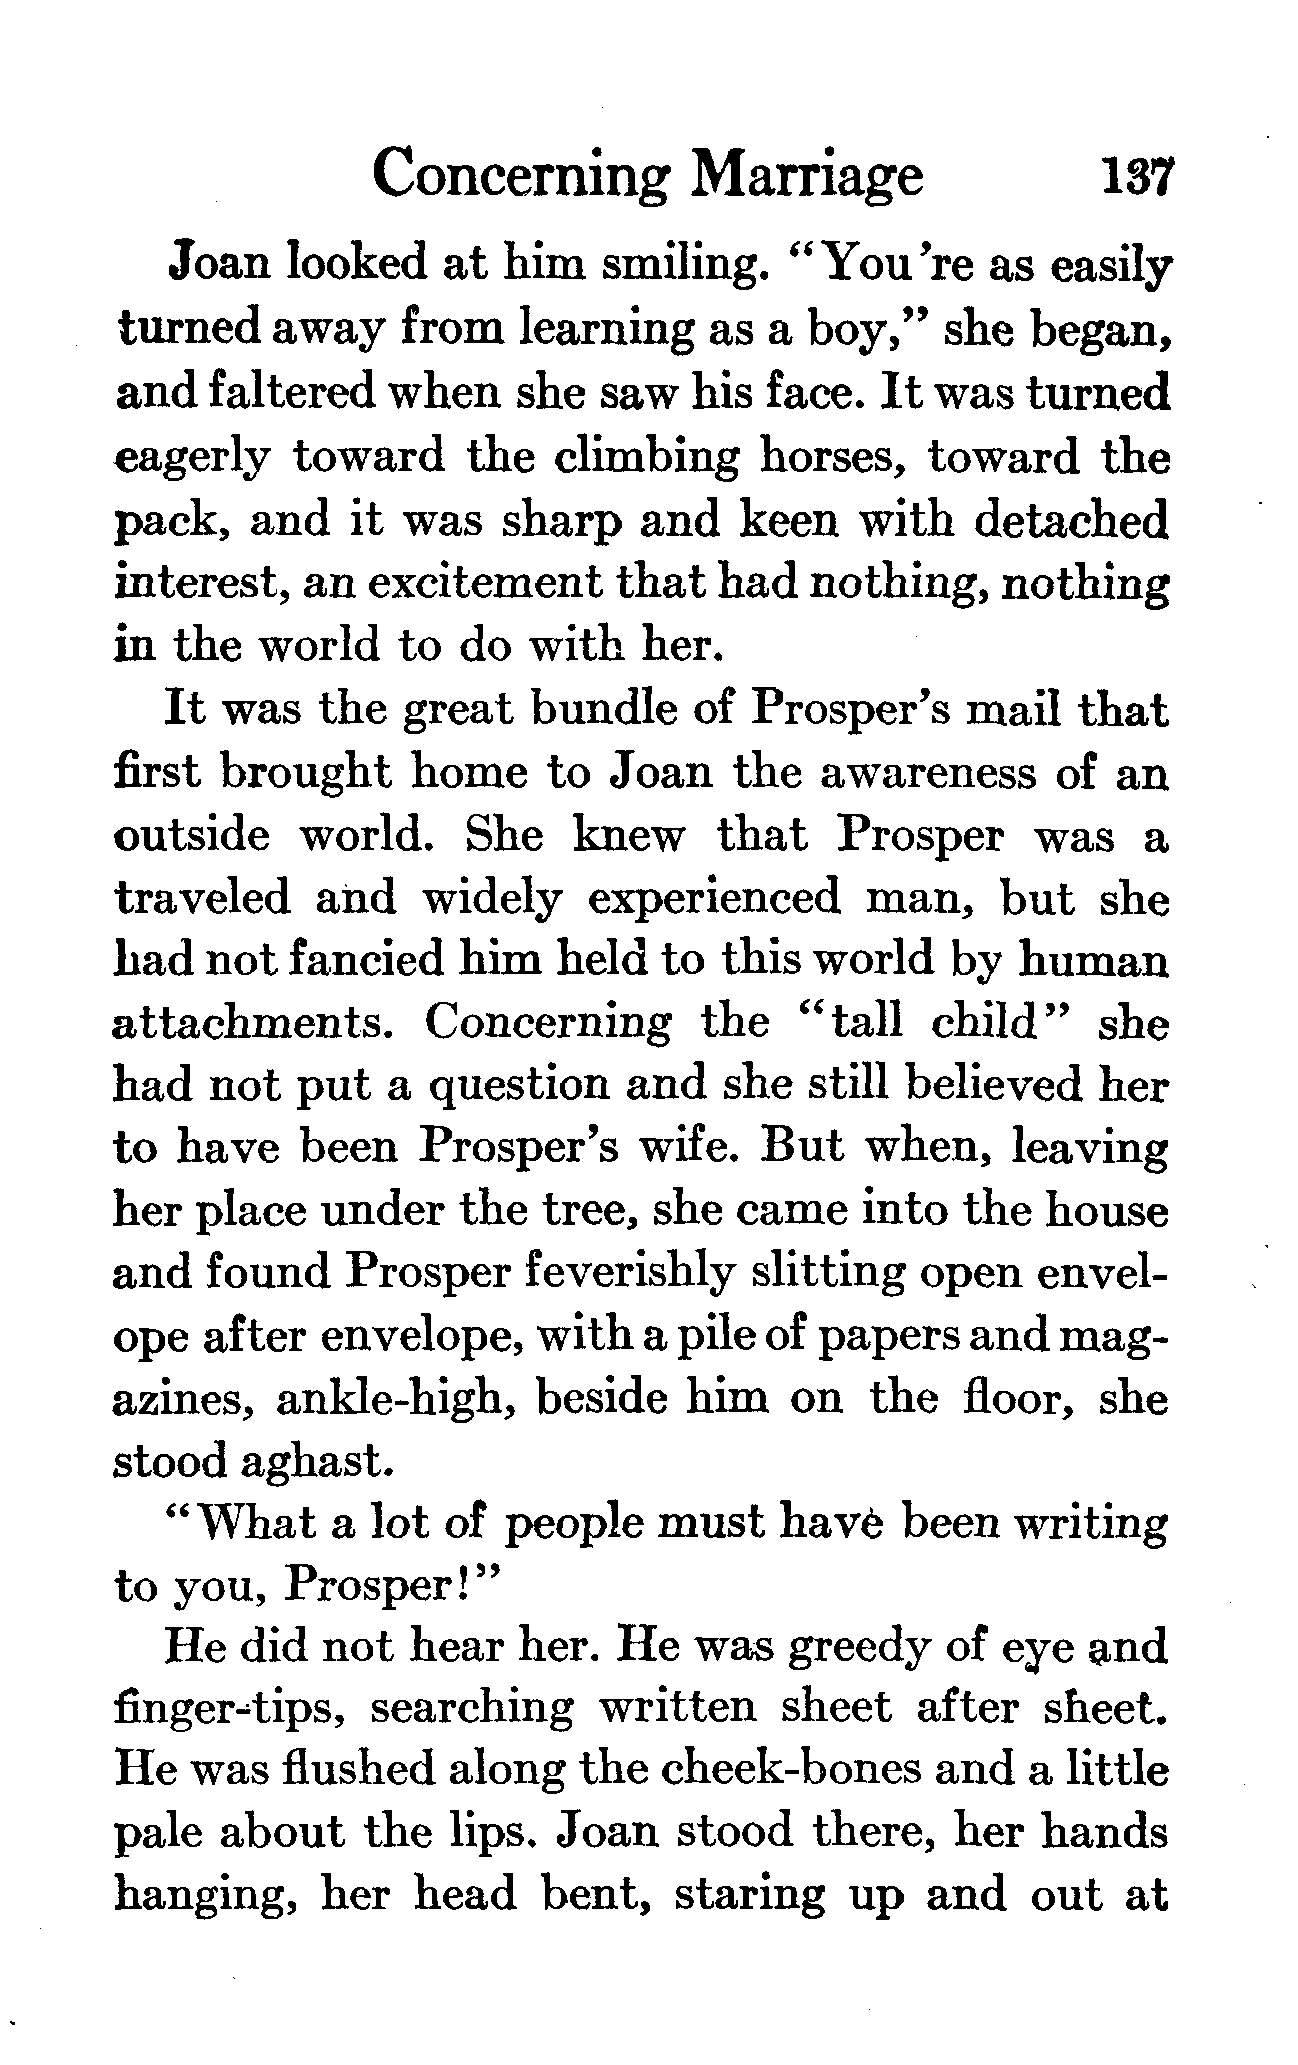 Concerning Marriage 137
Joan looked at him smiling. "You're as easily
turned away from learning as a boy," she began,
and faltered when she saw his face. It was turned
eagerly toward the climbing horses, toward the
pack, and it was sharp and keen with detached
interest, an excitement that had nothing, nothing
in the world to do with her.
It was the great bundle of Prosper's mail that
first brought home to Joan the awareness of an
outside world. She knew that Prosper was a
traveled and widely experienced man, but she
had not fancied him held to this world by human
attachments. Concerning the "tall child" she
had not put a question and she still believed her
to have been Prosper's wife. But when, leaving
her place under the tree, she came into the house
and found Prosper feverishly slitting open envel-
ope after envelope, with a pile of papers and mag-
azines, ankle-high, beside him on the floor, she
stood aghast.
"What a lot of people must have been writing
to you, Prosper!"
He did not hear her. He was greedy of eye and
finger-tips, searching written sheet after sheet.
He was flushed along the cheek-bones and a little
pale about the lips. Joan stood there, her hands
hanging, her head bent, staring up and out at